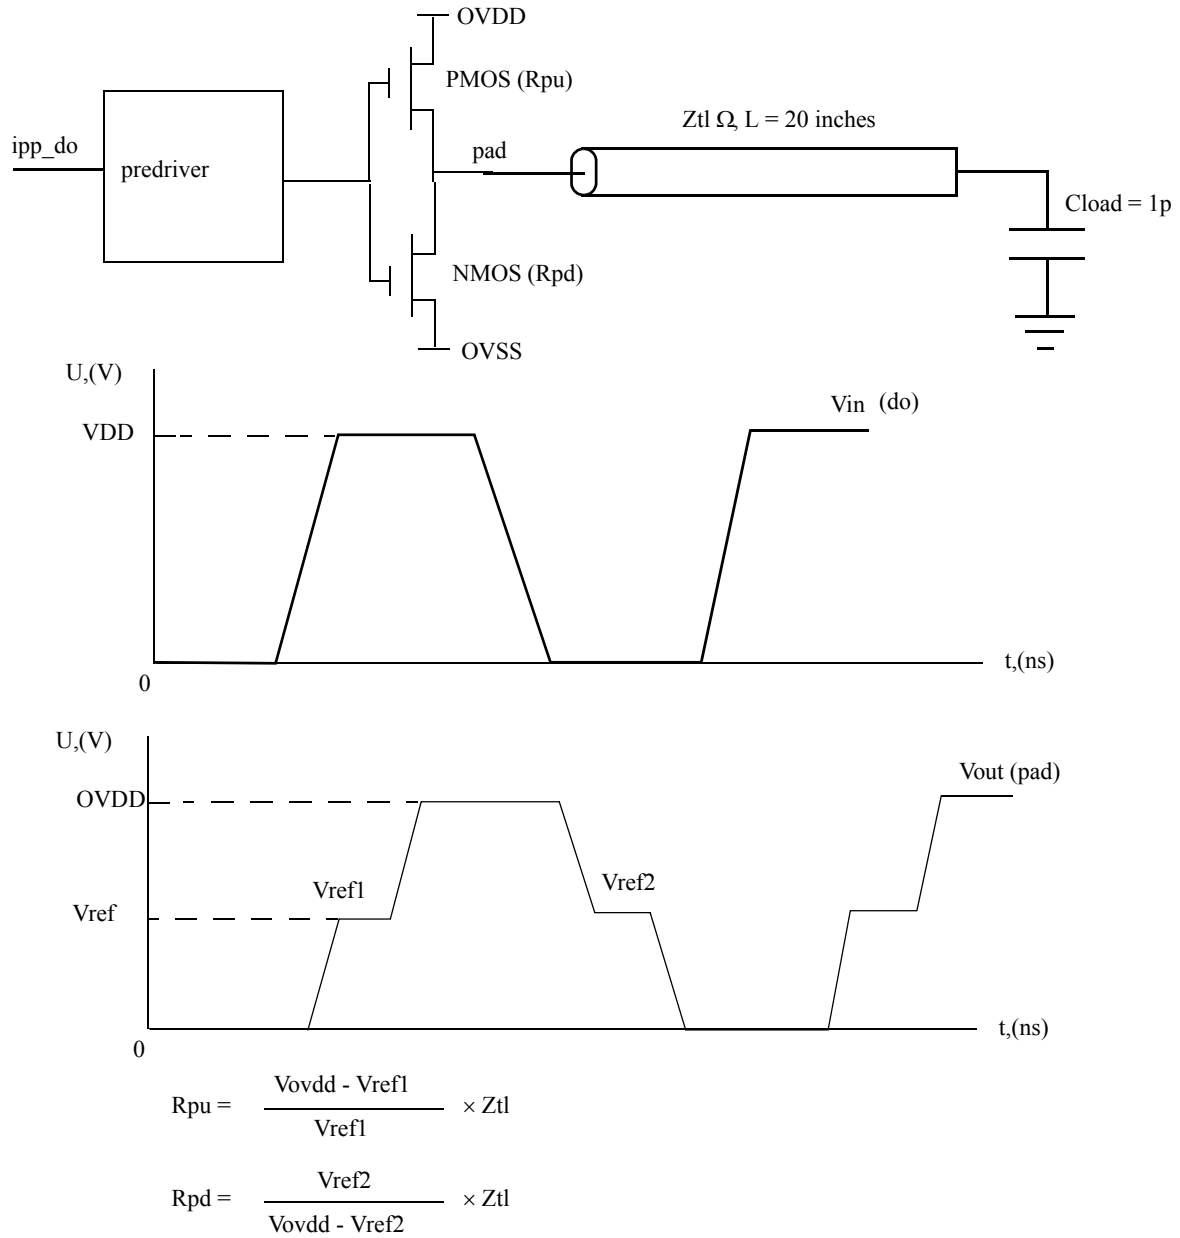 OVDD
PMOS (Rpu)
Ztl Ω, L = 20 inches
ipp_do
predriver
pad
Cload = 1p
NMOS (Rpd)
OVSS
U,(V)
VDD
Vin (do)
t,(ns)
0
U,(V)
OVDD
Vout (pad)
Vref1
Vref2
Vref
t,(ns)
0
Vovdd - Vref1
Rpu = × Ztl
Vref1
Vref2
Rpd = × Ztl
Vovdd - Vref2